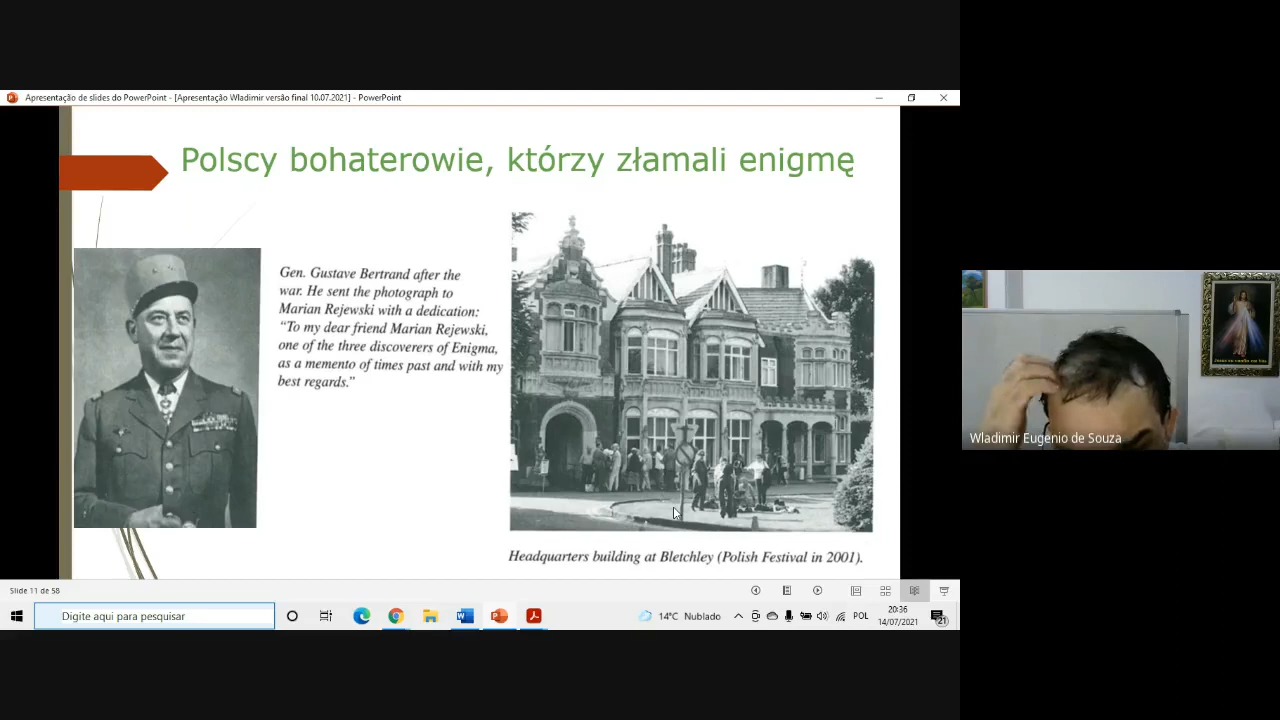 Apresentação de slides do PowerPoint - [Apresentação Wladimir versão final 10.07.2021] - PowerPoint
Polscy bohaterowie, którzy złamali enigmę
Gen. Gustave Bertrand after the
war. He sent the photograph to
Marian Rejewski with a dedication:
“To my dear friend Marian Rejewski,
one of the three discoverers of Enigma,
as a memento of times past and with my
best regards.”
Headquarters building at Bletchley (Polish Festival in 2001).
Wladimir Eugenio de Souza
Slide 11 de 58
Digite aqui para pesquisar
14°C Nublado
POL
20:36
14/07/2021
21